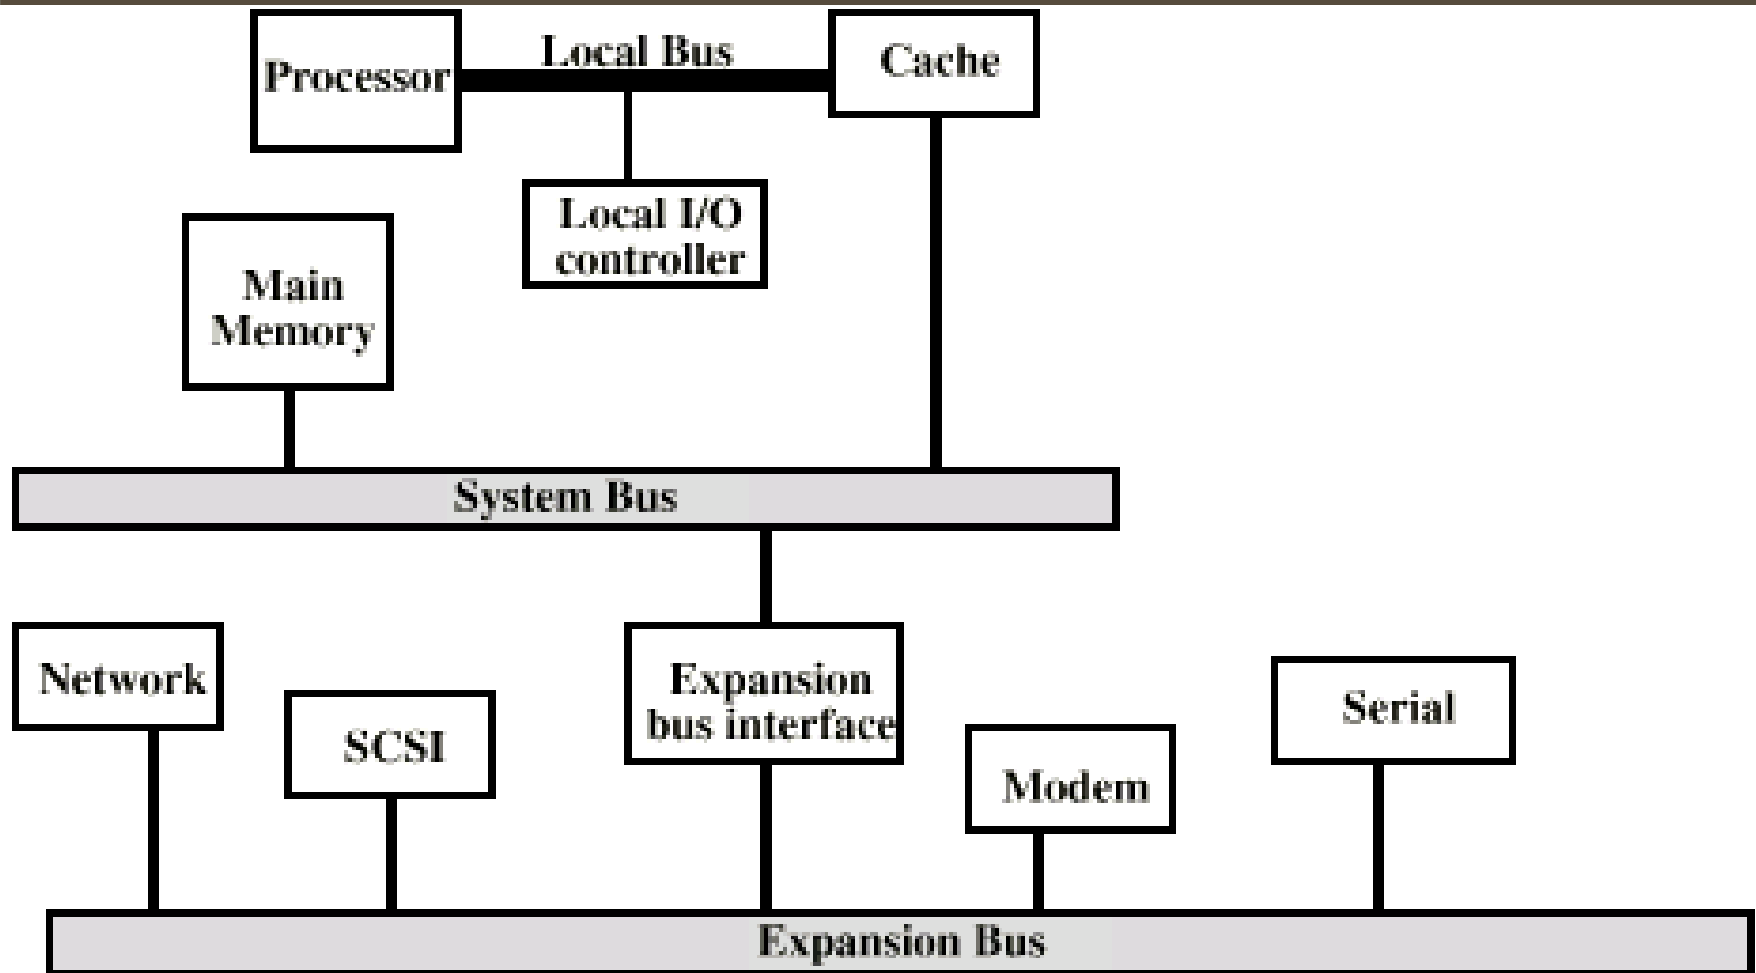 Processor
Local Bus
Cache
Local I/O
controller
Main
Memory
System Bus
Network
SCSI
Expansion
bus interface
Modem
Serial
Expansion Bus